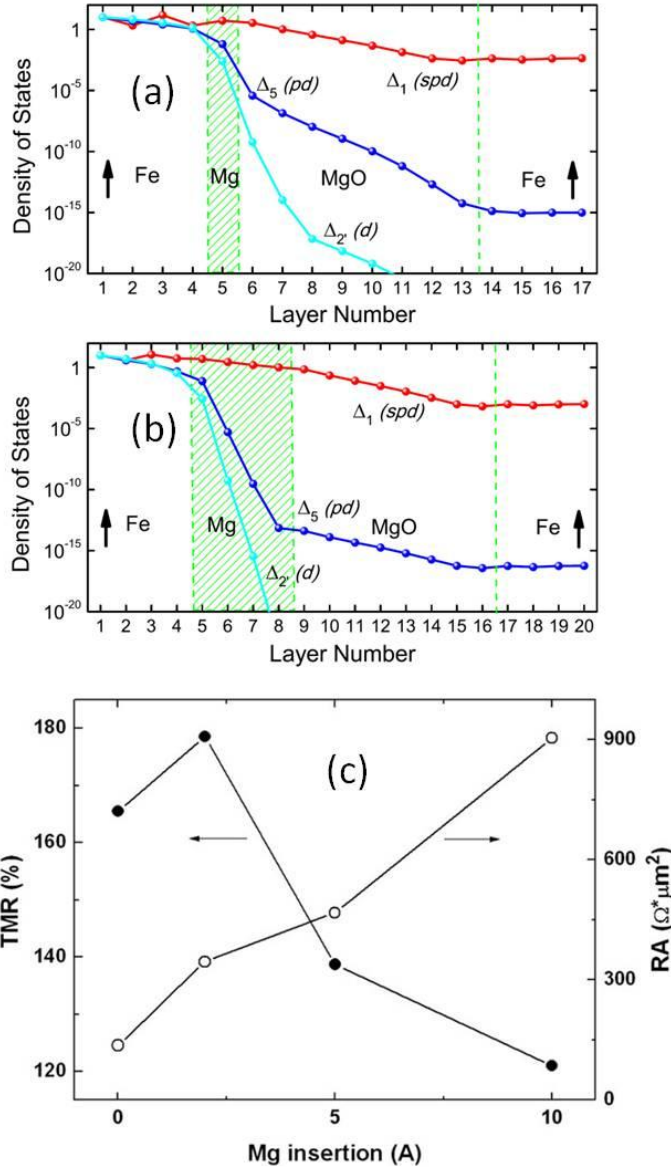 (a)
Density of States
1
10⁻⁵
10⁻¹⁰
10⁻¹⁵
10⁻²⁰
Δ₅ (pd)
Δ₁ (spd)
Fe
Mg
MgO
Fe
Δ₂' (d)
1 2 3 4 5 6 7 8 9 10 11 12 13 14 15 16 17
Layer Number
(b)
Density of States
1
10⁻⁵
10⁻¹⁰
10⁻¹⁵
10⁻²⁰
Δ₁ (spd)
Fe
Mg
Δ₅ (pd)
MgO
Fe
Δ₂' (d)
1 2 3 4 5 6 7 8 9 10 11 12 13 14 15 16 17 18 19 20
Layer Number
(c)
TMR (%)
180
160
140
120
900
600
300
0
RA (Ω*μm²)
0 5 10
Mg insertion (A)